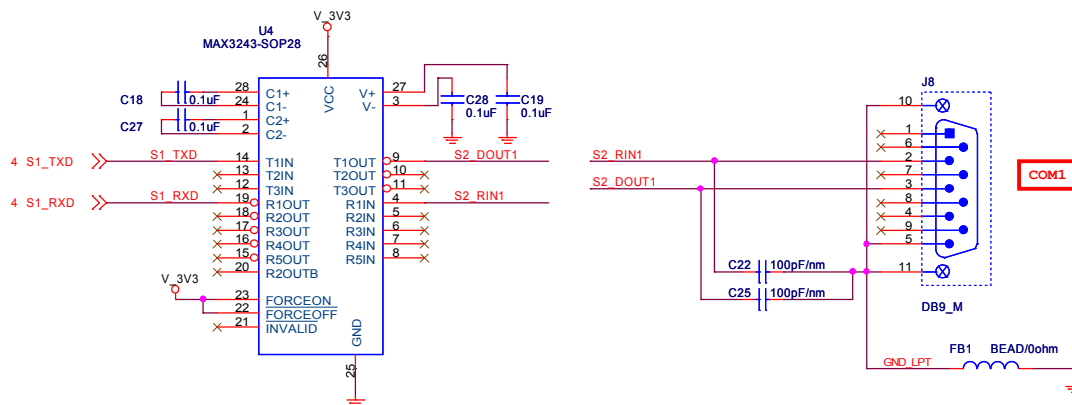 V_3V3
U4
MAX3243-SOP28
26
VCC
C18
0.1uF
28
C1+
24
C1-
C27
0.1uF
1
C2+
2
C2-
V+
27
V-
3
C28
0.1uF
C19
0.1uF
4 S1_TXD
S1_TXD
14
T1IN
13
T2IN
12
T3IN
4 S1_RXD
S1_RXD
19
R1OUT
18
R2OUT
17
R3OUT
16
R4OUT
15
R5OUT
20
R2OUTB
T1OUT
9
S2_DOUT1
T2OUT
10
T3OUT
11
R1IN
4
S2_RIN1
R2IN
5
R3IN
6
R4IN
7
R5IN
8
V_3V3
23
FORCEON
22
FORCEOFF
21
INVALID
GND
25
S2_RIN1
S2_DOUT1
J8
10
1
6
2
7
3
8
4
9
5
11
DB9_M
COM1
C22
100pF/nm
C25
100pF/nm
GND_LPT
FB1
BEAD/0ohm